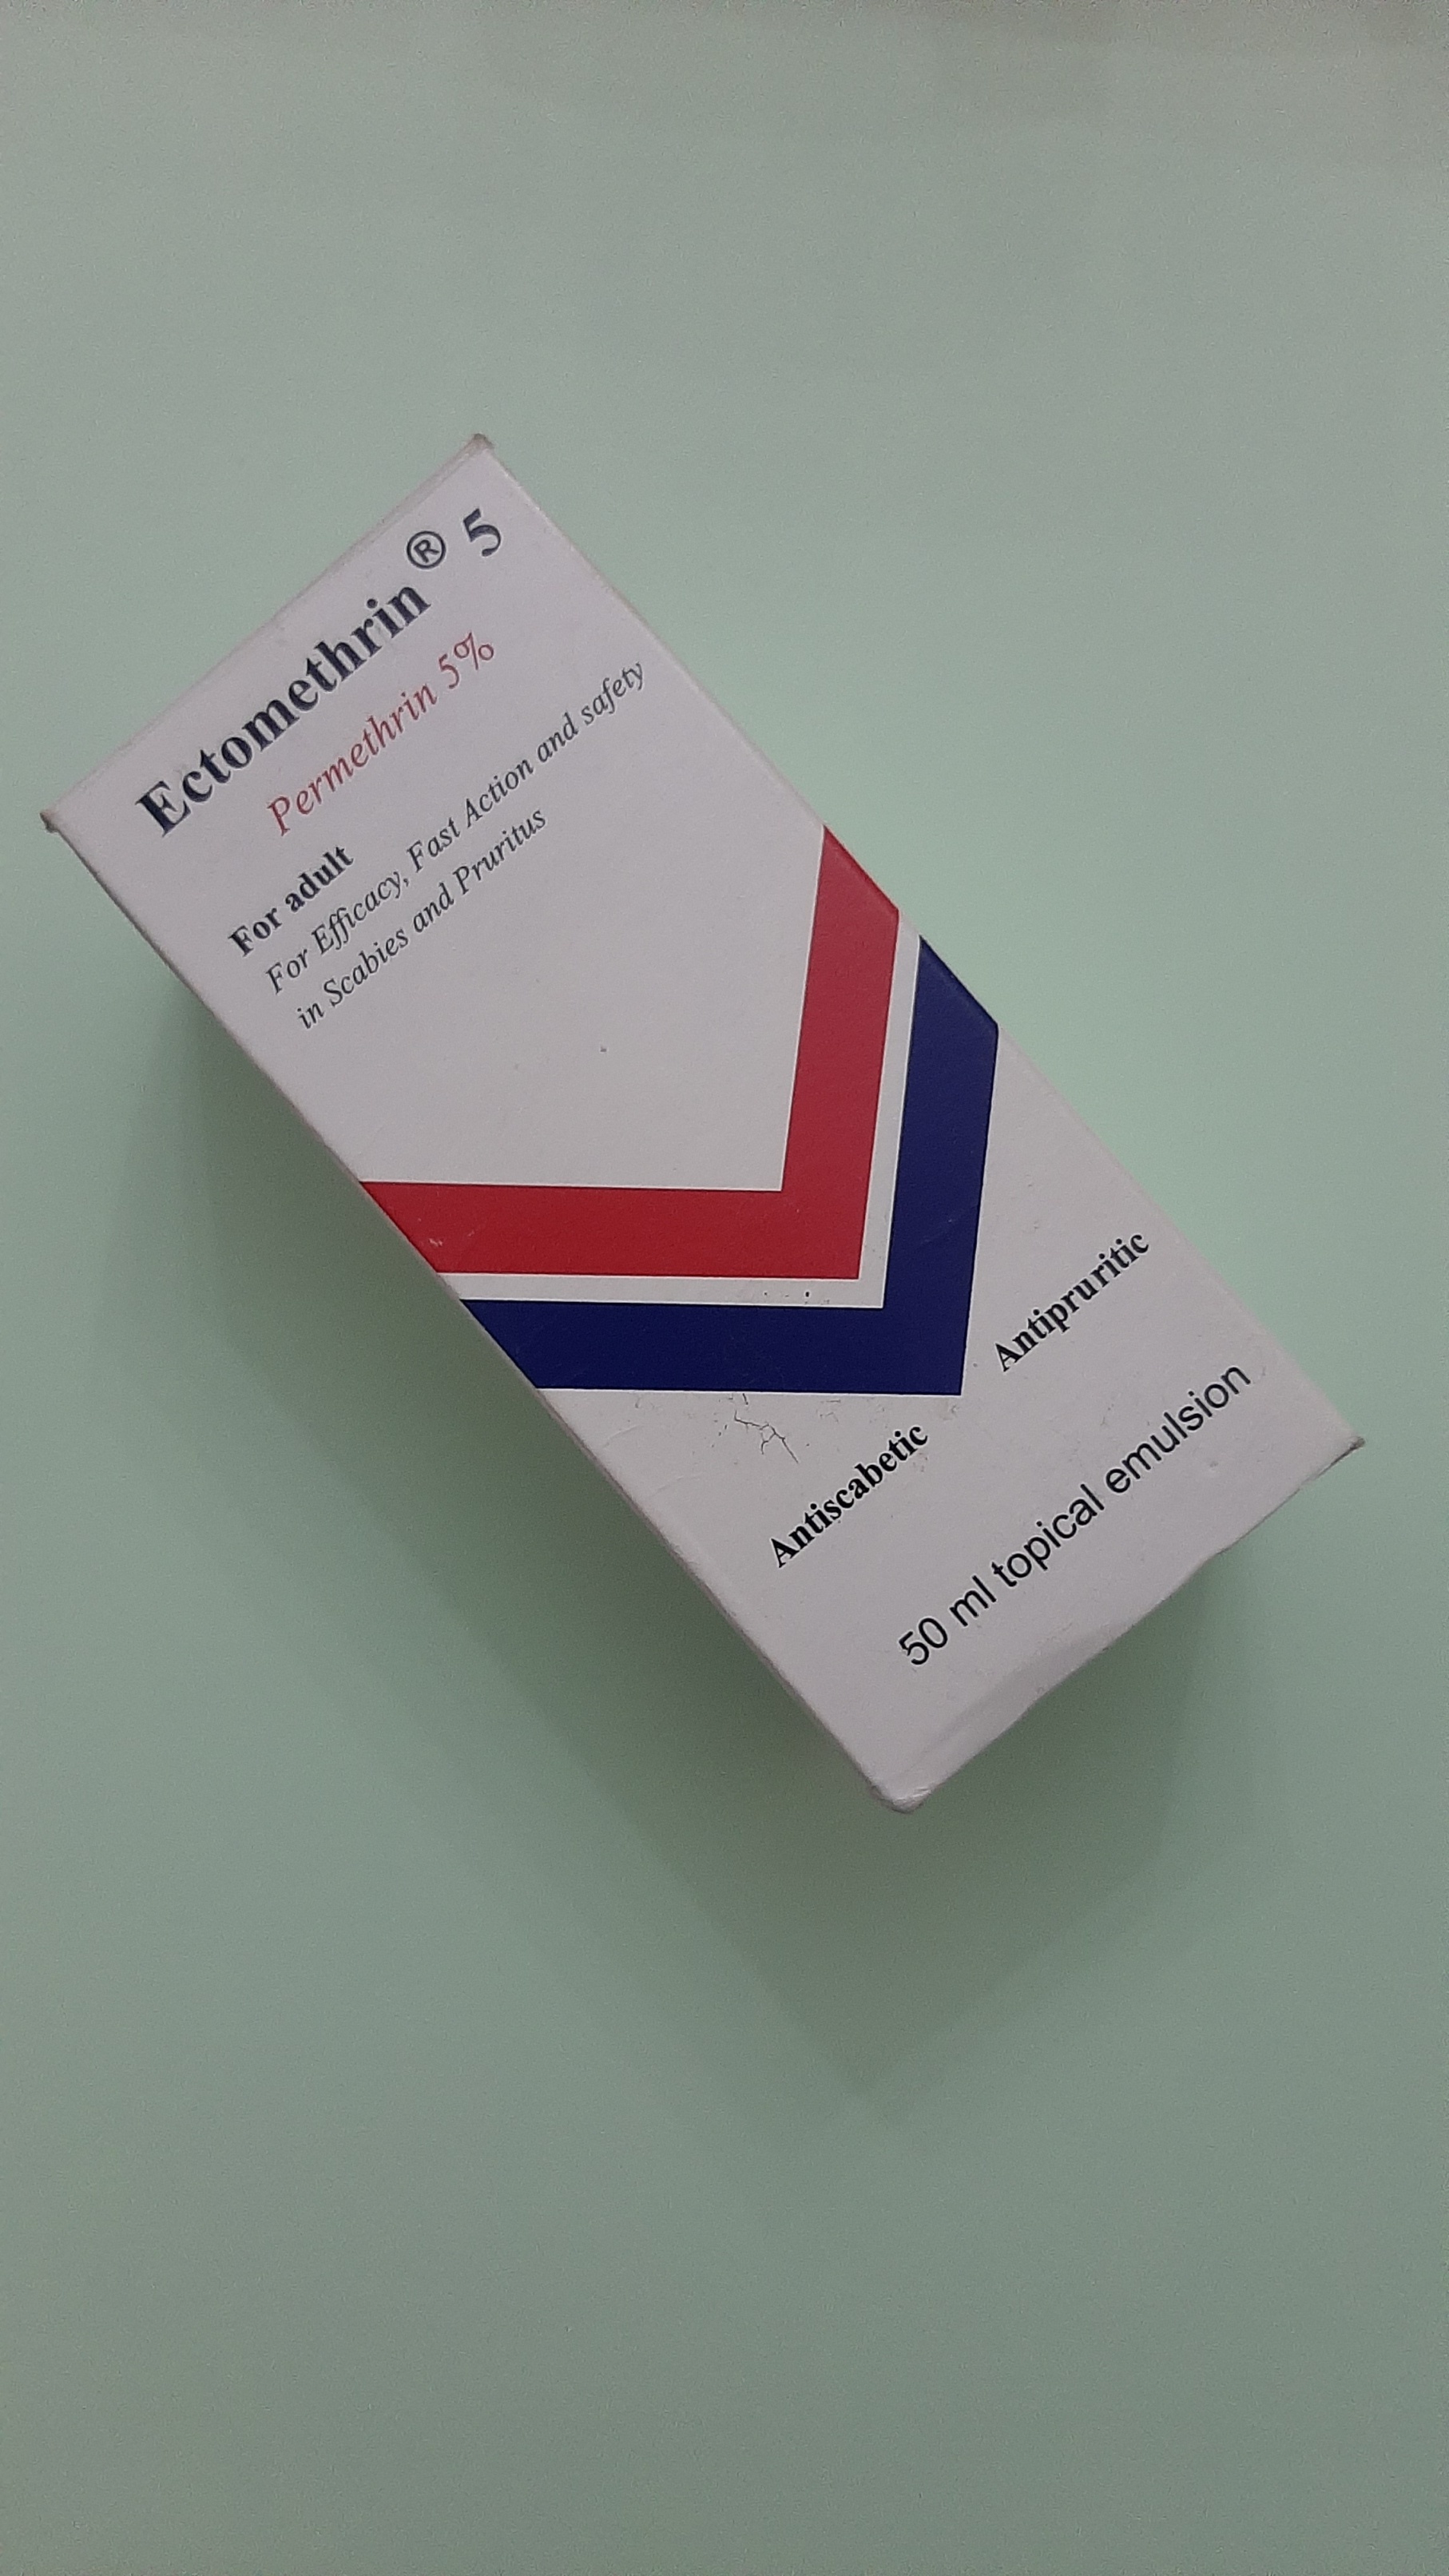 Ectomethrin® 5
Permethrin 5%
For adult
For Efficacy, Fast Action and safety
in Scabies and Pruritus
Antiscabetic
Antipruritic
50 ml topical emulsion